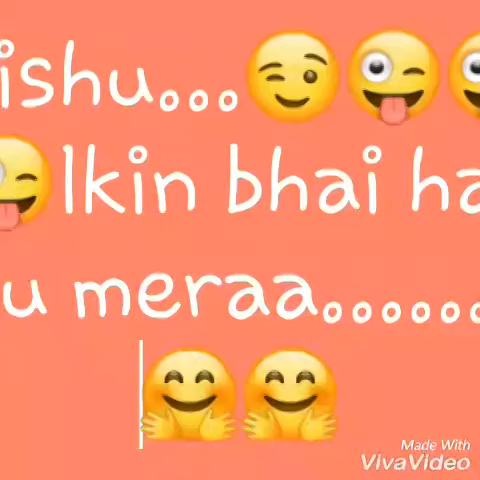 ishu...😉😜😜
😜lkin bhai ha
u meraa......
🤗🤗
Made With
VivaVideo